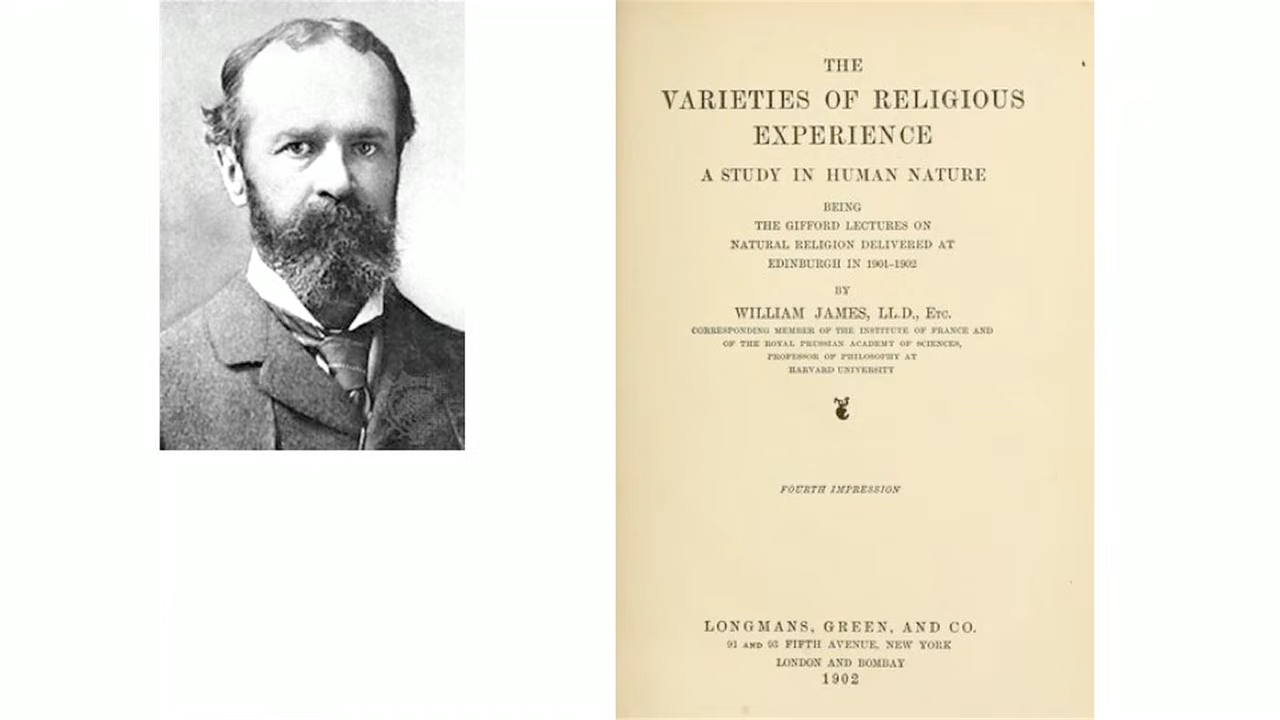 THE
VARIETIES OF RELIGIOUS
EXPERIENCE
A STUDY IN HUMAN NATURE
BEING
THE GIFFORD LECTURES ON
NATURAL RELIGION DELIVERED AT
EDINBURGH IN 1901-1902
BY
WILLIAM JAMES, LL.D., ETC.
CORRESPONDING MEMBER OF THE INSTITUTE OF FRANCE AND
OF THE ROYAL PRUSSIAN ACADEMY OF SCIENCES,
PROFESSOR OF PHILOSOPHY AT
HARVARD UNIVERSITY
FOURTH IMPRESSION
LONGMANS, GREEN, AND CO.
91 AND 93 FIFTH AVENUE, NEW YORK
LONDON AND BOMBAY
1902